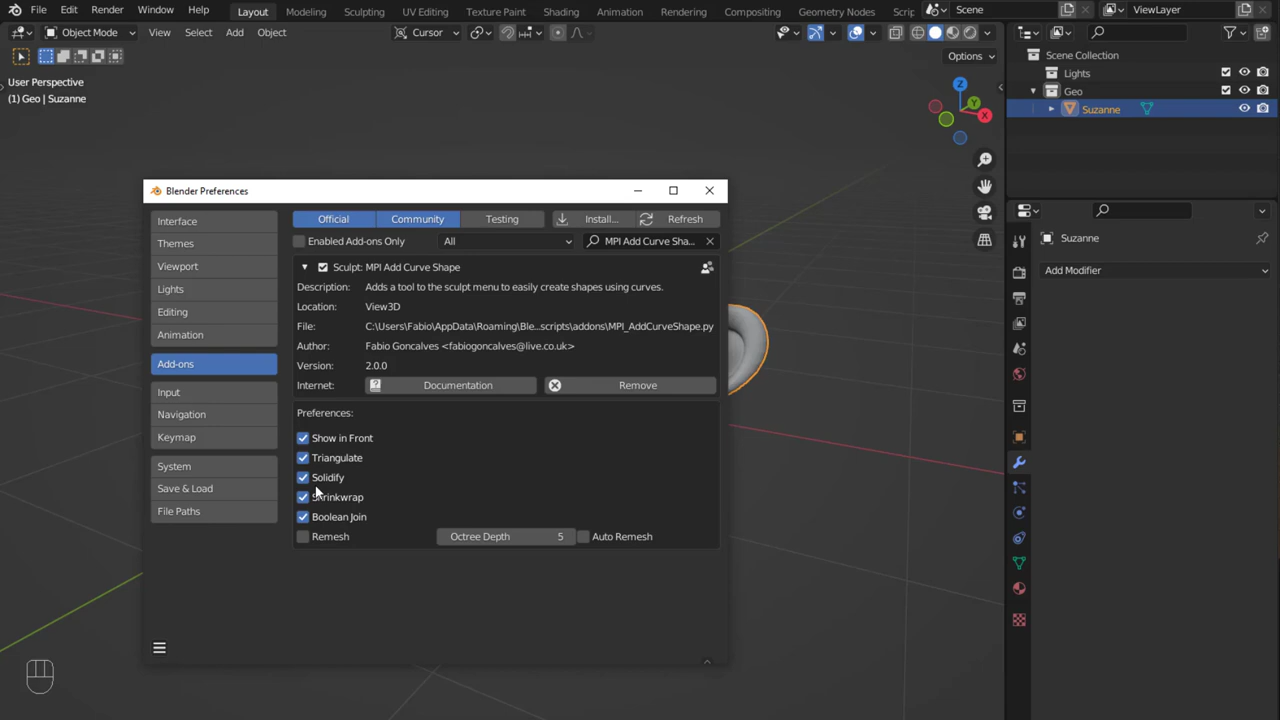 File Edit Render Window Help Layout Modeling Sculpting UV Editing Texture Paint Shading Animation Rendering Compositing Geometry Nodes Scrip Scene ViewLayer
Object Mode View Select Add Object Cursor
Options
User Perspective
(1) Geo | Suzanne
Z
Y
X
Scene Collection
Lights
Geo
Suzanne
Suzanne
Add Modifier
Blender Preferences
Interface
Themes
Viewport
Lights
Editing
Animation
Add-ons
Input
Navigation
Keymap
System
Save & Load
File Paths
Official Community Testing Install... Refresh
Enabled Add-ons Only All MPI Add Curve Sha...
Sculpt: MPI Add Curve Shape
Description: Adds a tool to the sculpt menu to easily create shapes using curves.
Location: View3D
File: C:\Users\Fabio\AppData\Roaming\Ble...scripts\addons\MPI_AddCurveShape.py
Author: Fabio Goncalves <fabiogoncalves@live.co.uk>
Version: 2.0.0
Internet: Documentation Remove
Preferences:
Show in Front
Triangulate
Solidify
Shrinkwrap
Boolean Join
Remesh Octree Depth 5 Auto Remesh